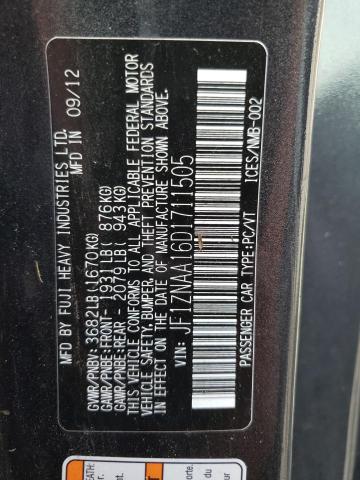 MFD BY FUJI HEAVY INDUSTRIES LTD.
MFD IN 09/12
GVWR/PNBV: 3682LB(1670KG)
GAWR/PNBE:FRONT- 1931LB( 876KG)
GAWR/PNBE:REAR - 2079LB( 943KG)
THIS VEHICLE CONFORMS TO ALL APPLICABLE FEDERAL MOTOR
VEHICLE SAFETY,BUMPER,AND THEFT PREVENTION STANDARDS
IN EFFECT ON THE DATE OF MANUFACTURE SHOWN ABOVE.
VIN: JF1ZNAA16D1711505
PASSENGER CAR TYPE:PC/VT ICES/NMB-002